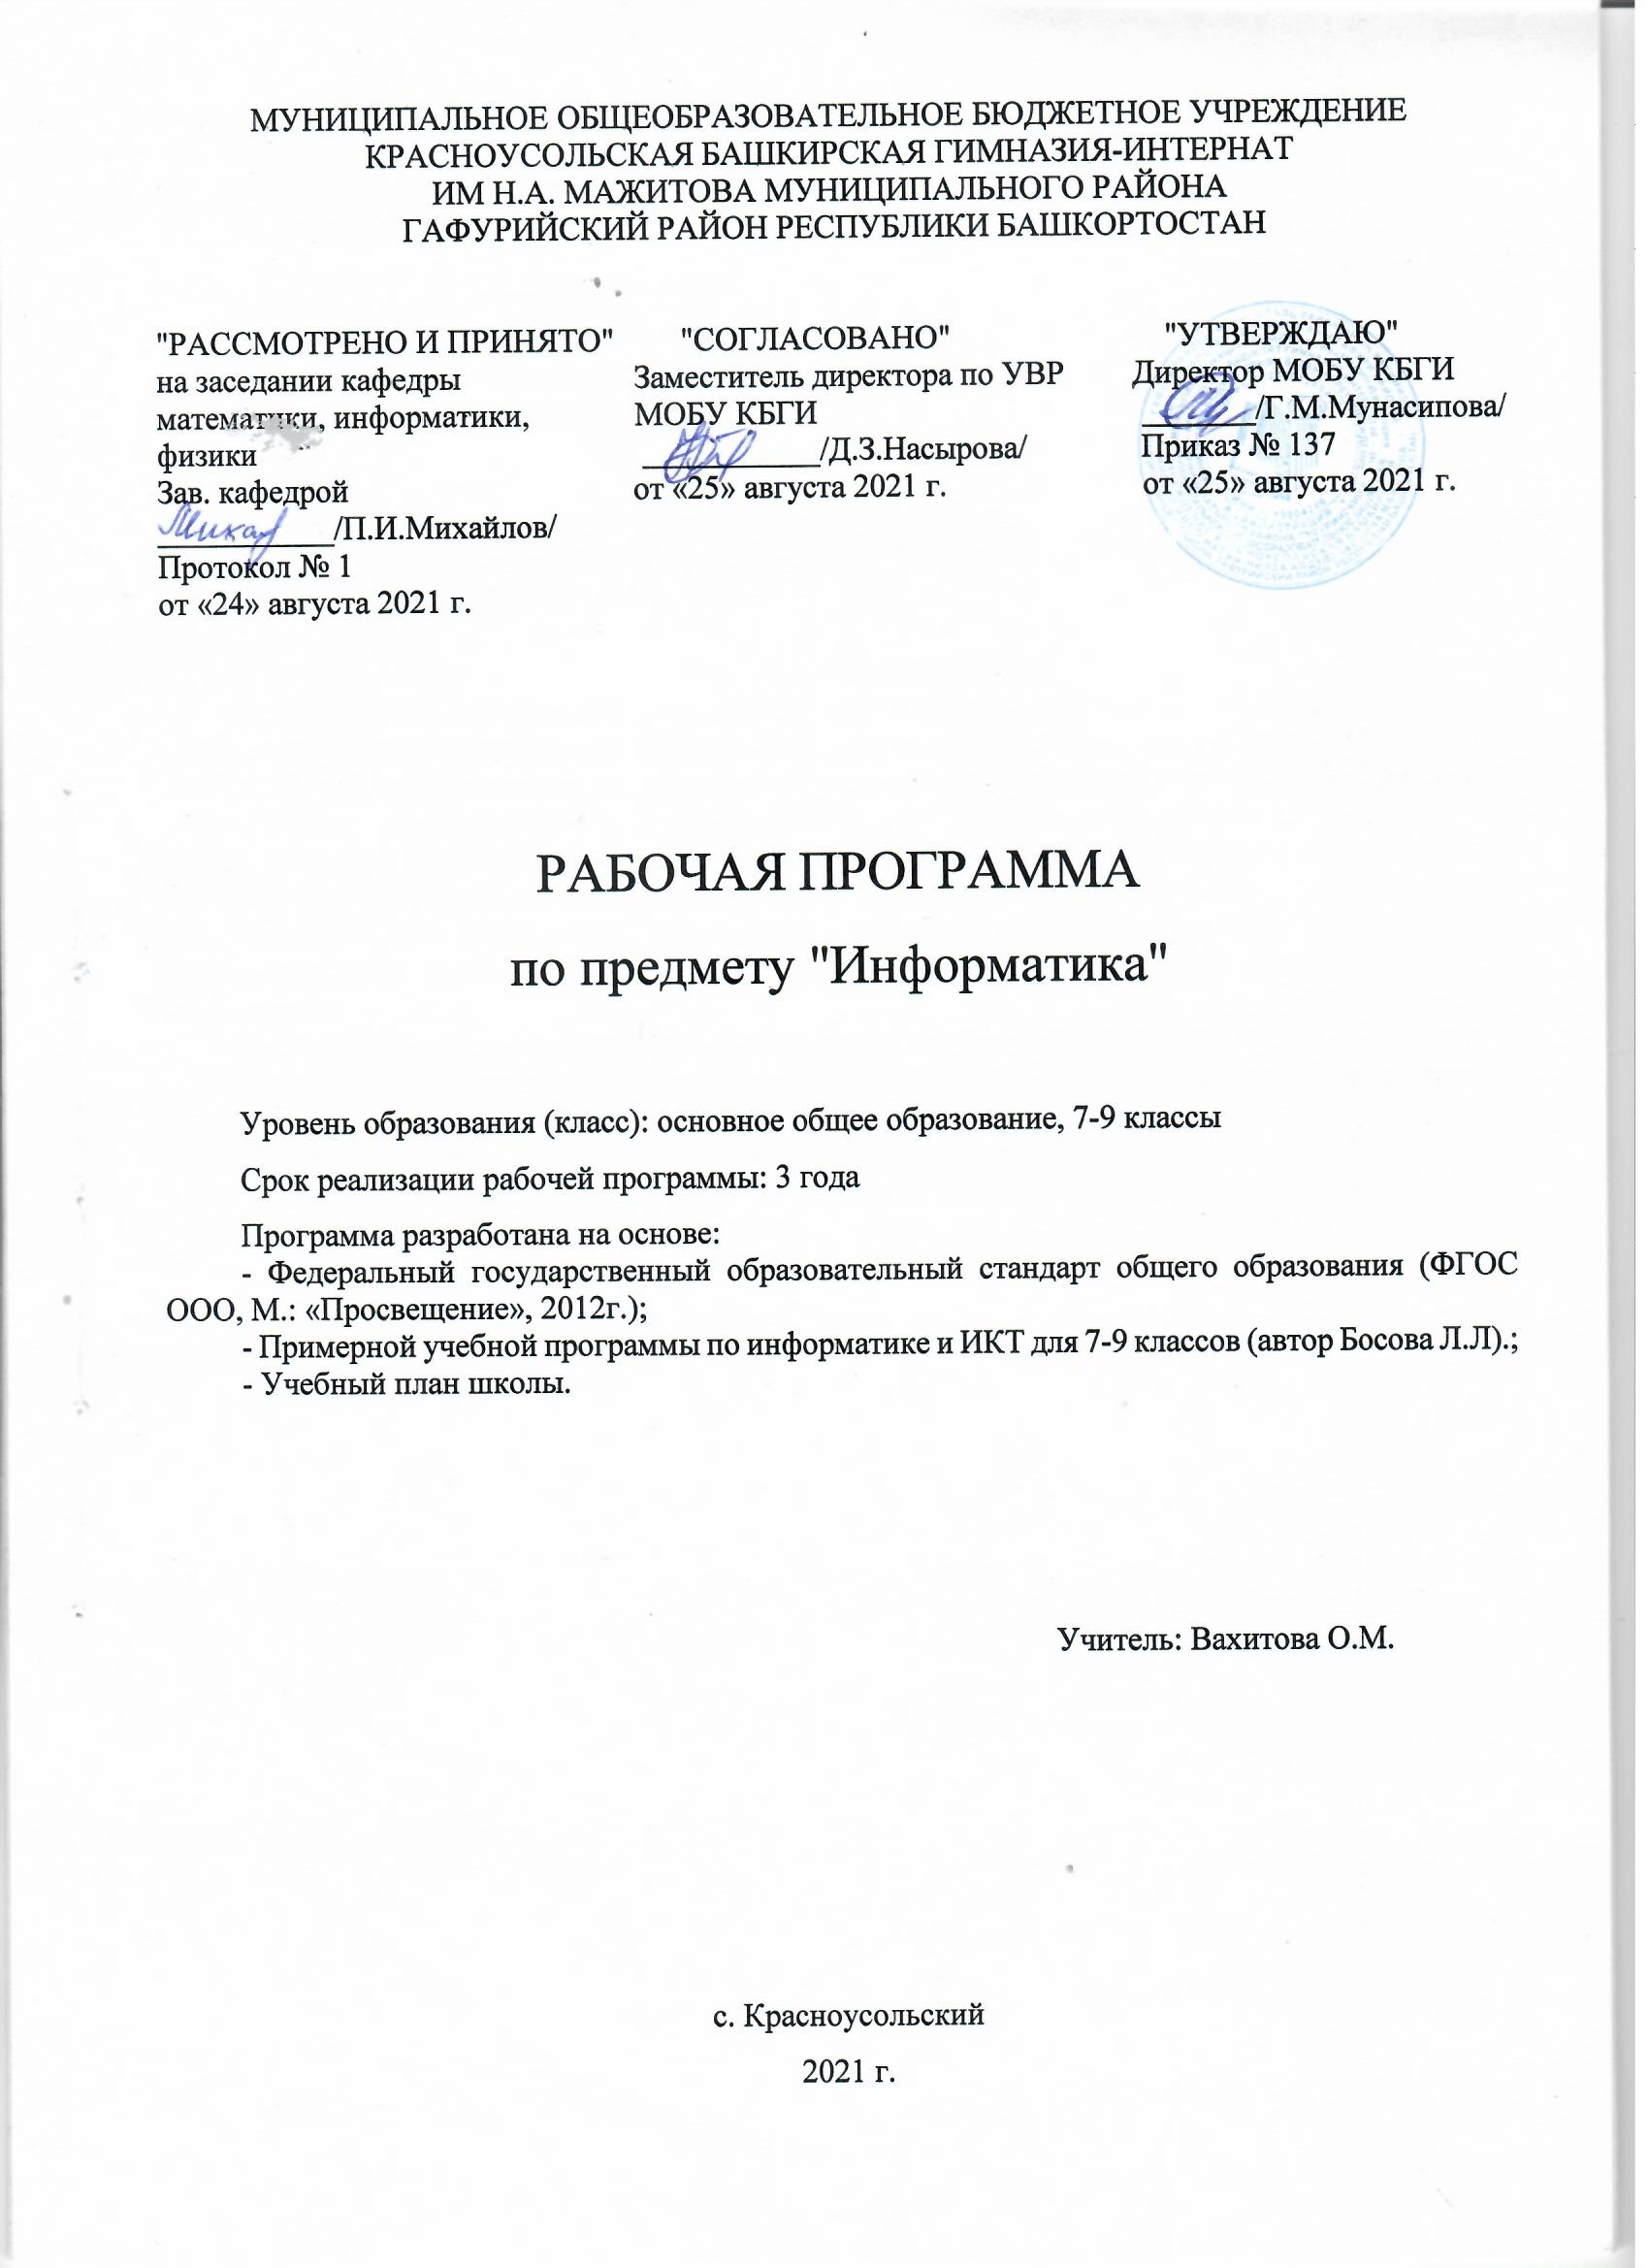 МУНИЦИПАЛЬНОЕ ОБЩЕОБРАЗОВАТЕЛЬНОЕ БЮДЖЕТНОЕ УЧРЕЖДЕНИЕ
КРАСНОУСОЛЬСКАЯ БАШКИРСКАЯ ГИМНАЗИЯ-ИНТЕРНАТ
ИМ Н.А. МАЖИТОВА МУНИЦИПАЛЬНОГО РАЙОНА
ГАФУРИЙСКИЙ РАЙОН РЕСПУБЛИКИ БАШКОРТОСТАН
"РАССМОТРЕНО И ПРИНЯТО"
на заседании кафедры
математики, информатики,
физики
Зав. кафедрой
/П.И.Михайлов/
Протокол № 1
от «24» августа 2021 г.
"СОГЛАСОВАНО"
Заместитель директора по УВР
МОБУ КБГИ
/Д.З.Насырова/
от «25» августа 2021 г.
"УТВЕРЖДАЮ"
Директор МОБУ КБГИ
/Г.М.Мунасипова/
Приказ № 137
от «25» августа 2021 г.
РАБОЧАЯ ПРОГРАММА
по предмету "Информатика"
Уровень образования (класс): основное общее образование, 7-9 классы
Срок реализации рабочей программы: 3 года
Программа разработана на основе:
- Федеральный государственный образовательный стандарт общего образования (ФГОС
ООО, М.: «Просвещение», 2012г.);
- Примерной учебной программы по информатике и ИКТ для 7-9 классов (автор Босова Л.Л).;
- Учебный план школы.
Учитель: Вахитова О.М.
с. Красноусольский
2021 г.